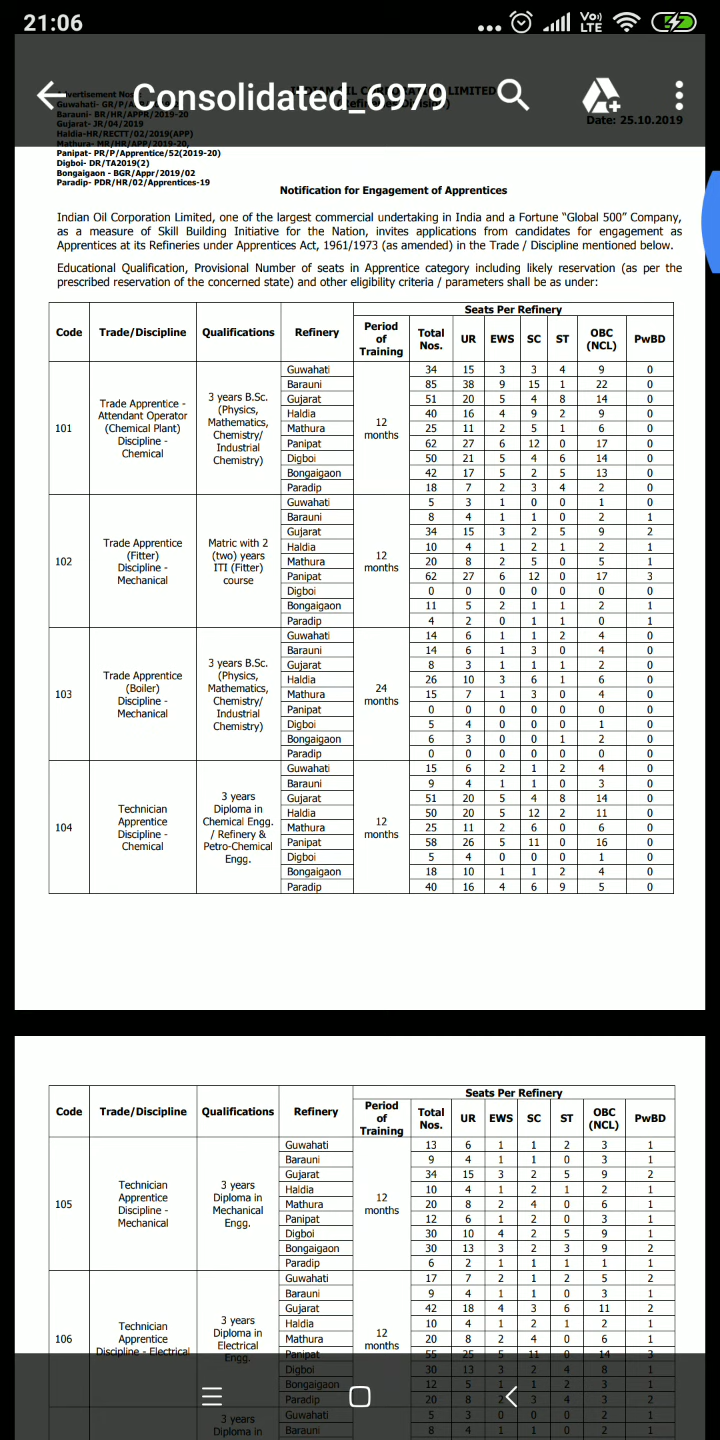 21:06
Vo)
LTE
Consolidated_6979
Advertisement Nos.:
INDIAN OIL CORPORATION LIMITED
Barauni- BR/HR/APPR/2019-20
Gujarat- JR/04/2019
Date: 25.10.2019
Haldia-HR/RECTT/02/2019(APP)
Mathura- MR/HR/APP/2019-20,
Panipat- PR/P/Apprentice/52(2019-20)
Digboi- DR/TA2019(2)
Bongaigaon - BGR/Appr/2019/02
Paradip- PDR/HR/02/Apprentices-19
Notification for Engagement of Apprentices
Indian Oil Corporation Limited, one of the largest commercial undertaking in India and a Fortune “Global 500” Company,
as a measure of Skill Building Initiative for the Nation, invites applications from candidates for engagement as
Apprentices at its Refineries under Apprentices Act, 1961/1973 (as amended) in the Trade / Discipline mentioned below.
Educational Qualification, Provisional Number of seats in Apprentice category including likely reservation (as per the
prescribed reservation of the concerned state) and other eligibility criteria / parameters shall be as under:
Seats Per Refinery
Code Trade/Discipline Qualifications Refinery Period of Training Total Nos. UR EWS SC ST OBC (NCL) PwBD
101 Trade Apprentice - Attendant Operator (Chemical Plant) Discipline - Chemical 3 years B.Sc. (Physics, Mathematics, Chemistry/ Industrial Chemistry) 12 months
Guwahati 34 15 3 3 4 9 0
Barauni 85 38 9 15 1 22 0
Gujarat 51 20 5 4 8 14 0
Haldia 40 16 4 9 2 9 0
Mathura 25 11 2 5 1 6 0
Panipat 62 27 6 12 0 17 0
Digboi 50 21 5 4 6 14 0
Bongaigaon 42 17 5 2 5 13 0
Paradip 18 7 2 3 4 2 0
102 Trade Apprentice (Fitter) Discipline - Mechanical Matric with 2 (two) years ITI (Fitter) course 12 months
Guwahati 5 3 1 0 0 1 0
Barauni 8 4 1 1 0 2 1
Gujarat 34 15 3 2 5 9 2
Haldia 10 4 1 2 1 2 1
Mathura 20 8 2 5 0 5 1
Panipat 62 27 6 12 0 17 3
Digboi 0 0 0 0 0 0 0
Bongaigaon 11 5 2 1 1 2 1
Paradip 4 2 0 1 1 0 1
103 Trade Apprentice (Boiler) Discipline - Mechanical 3 years B.Sc. (Physics, Mathematics, Chemistry/ Industrial Chemistry) 24 months
Guwahati 14 6 1 1 2 4 0
Barauni 14 6 1 3 0 4 0
Gujarat 8 3 1 1 1 2 0
Haldia 26 10 3 6 1 6 0
Mathura 15 7 1 3 0 4 0
Panipat 0 0 0 0 0 0 0
Digboi 5 4 0 0 0 1 0
Bongaigaon 6 3 0 0 1 2 0
Paradip 0 0 0 0 0 0 0
104 Technician Apprentice Discipline - Chemical 3 years Diploma in Chemical Engg. / Refinery & Petro-Chemical Engg. 12 months
Guwahati 15 6 2 1 2 4 0
Barauni 9 4 1 1 0 3 0
Gujarat 51 20 5 4 8 14 0
Haldia 50 20 5 12 2 11 0
Mathura 25 11 2 6 0 6 0
Panipat 58 26 5 11 0 16 0
Digboi 5 4 0 0 0 1 0
Bongaigaon 18 10 1 1 2 4 0
Paradip 40 16 4 6 9 5 0
Seats Per Refinery
Code Trade/Discipline Qualifications Refinery Period of Training Total Nos. UR EWS SC ST OBC (NCL) PwBD
105 Technician Apprentice Discipline - Mechanical 3 years Diploma in Mechanical Engg. 12 months
Guwahati 13 6 1 1 2 3 1
Barauni 9 4 1 1 0 3 1
Gujarat 34 15 3 2 5 9 2
Haldia 10 4 1 2 1 2 1
Mathura 20 8 2 4 0 6 1
Panipat 12 6 1 2 0 3 1
Digboi 30 10 4 2 5 9 1
Bongaigaon 30 13 3 2 3 9 2
Paradip 6 2 1 1 1 1 1
106 Technician Apprentice Discipline - Electrical 3 years Diploma in Electrical Engg. 12 months
Guwahati 17 7 2 1 2 5 2
Barauni 9 4 1 1 0 3 1
Gujarat 42 18 4 3 6 11 2
Haldia 10 4 1 2 1 2 1
Mathura 20 8 2 4 0 6 1
Panipat 55 25 5 11 0 14 3
Digboi 30 13 3 2 4 8 1
Bongaigaon 12 5 1 1 2 3 1
Paradip 20 8 2 3 4 3 2
3 years Diploma in
Guwahati 5 3 0 0 0 2 1
Barauni 8 4 1 1 0 2 1